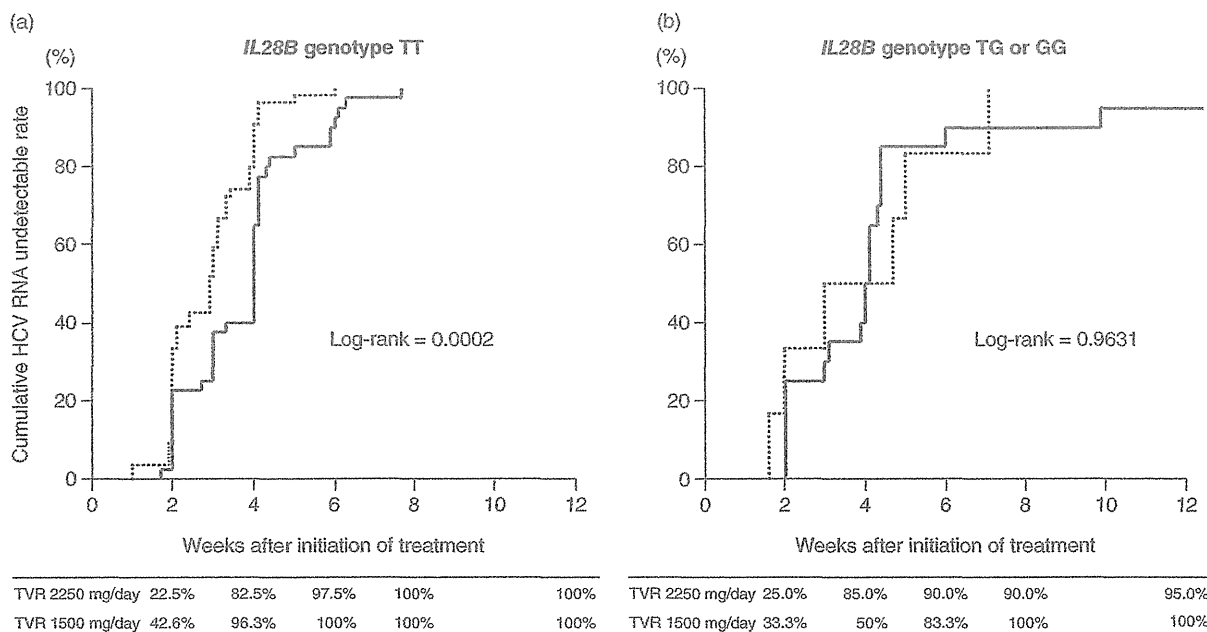 (a)
IL28B genotype TT
(%)
100
80
60
40
20
0
Cumulative HCV RNA undetectable rate
Log-rank = 0.0002
0 2 4 6 8 10 12
Weeks after initiation of treatment
TVR 2250 mg/day 22.5% 82.5% 97.5% 100% 100%
TVR 1500 mg/day 42.6% 96.3% 100% 100% 100%
(b)
IL28B genotype TG or GG
(%)
100
80
60
40
20
0
Log-rank = 0.9631
0 2 4 6 8 10 12
Weeks after initiation of treatment
TVR 2250 mg/day 25.0% 85.0% 90.0% 90.0% 95.0%
TVR 1500 mg/day 33.3% 50% 83.3% 100% 100%